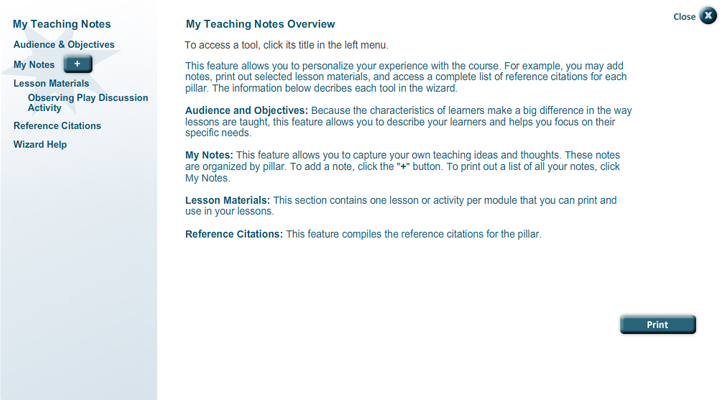 My Teaching Notes
Audience & Objectives
My Notes +
Lesson Materials
Observing Play Discussion
Activity
Reference Citations
Wizard Help
Close X
My Teaching Notes Overview
To access a tool, click its title in the left menu.
This feature allows you to personalize your experience with the course. For example, you may add
notes, print out selected lesson materials, and access a complete list of reference citations for each
pillar. The information below decribes each tool in the wizard.
Audience and Objectives: Because the characteristics of learners make a big difference in the way
lessons are taught, this feature allows you to describe your learners and helps you focus on their
specific needs.
My Notes: This feature allows you to capture your own teaching ideas and thoughts. These notes
are organized by pillar. To add a note, click the "+" button. To print out a list of all your notes, click
My Notes.
Lesson Materials: This section contains one lesson or activity per module that you can print and
use in your lessons.
Reference Citations: This feature compiles the reference citations for the pillar.
Print